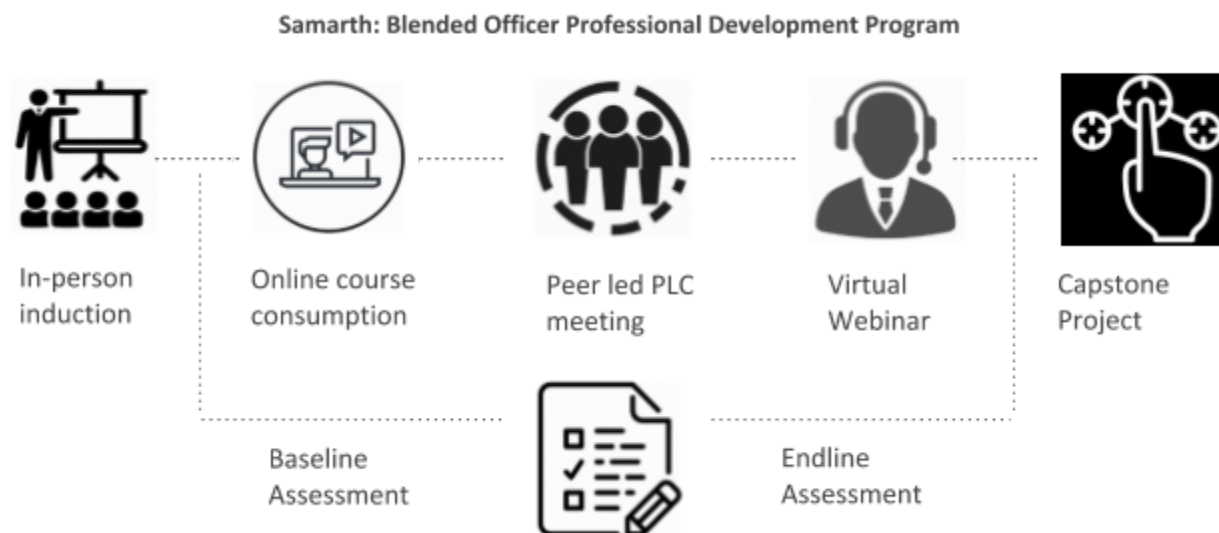 Samarth: Blended Officer Professional Development Program
In-person
induction
Online course
consumption
Peer led PLC
meeting
Virtual
Webinar
Capstone
Project
Baseline
Assessment
Endline
Assessment